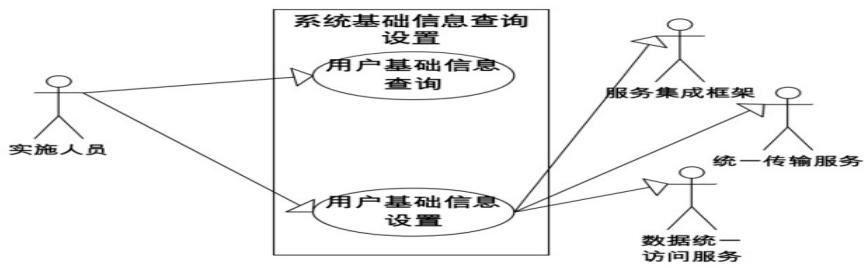 系统基础信息查询
设置
用户基础信息
查询
实施人员
用户基础信息
设置
服务集成框架
统一传输服务
数据统一
访问服务